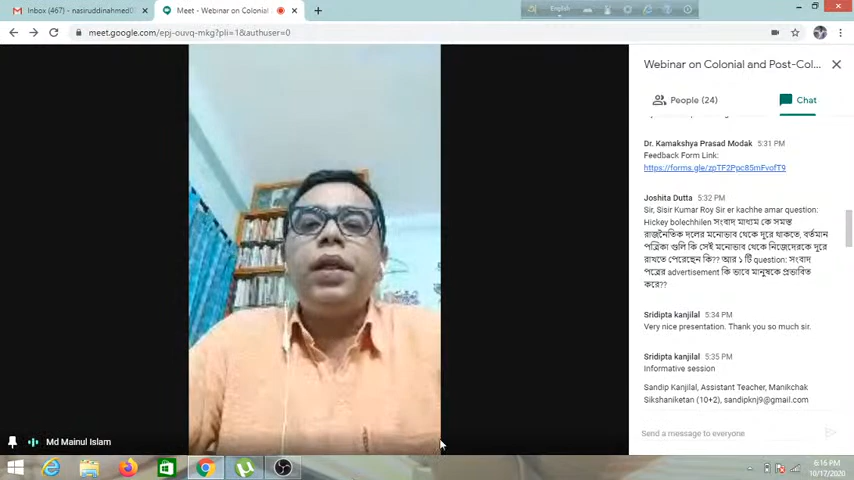 Inbox (467) - nasiruddinahmed0
Meet - Webinar on Colonial
English
meet.google.com/epj-ouvq-mkg?pli=1&authuser=0
Webinar on Colonial and Post-Col...
People (24)
Chat
Dr. Kamakshya Prasad Modak 5:31 PM
Feedback Form Link:
https://forms.gle/zpTF2Ppc85mFvofT9
Joshita Dutta 5:32 PM
Sir, Sisir Kumar Roy Sir er kachhe amar question:
Hickey bolechhilen সংবাদ মাধ্যম কে সমস্ত
রাজনৈতিক দলের মনোভাব থেকে দূরে থাকতে, বর্তমান
পত্রিকা গুলি কি সেই মনোভাব থেকে নিজেদেরকে দূরে
রাখতে পেরেছেন কি?? আর ১ টি question: সংবাদ
পত্রের advertisement কি ভাবে মানুষকে প্রভাবিত
করে??
Sridipta kanjilal 5:34 PM
Very nice presentation. Thank you so much sir.
Sridipta kanjilal 5:35 PM
Informative session
Sandip Kanjilal, Assistant Teacher, Manikchak
Sikshaniketan (10+2), sandipknj9@gmail.com
Md Mainul Islam
Send a message to everyone
6:16 PM
10/17/2020